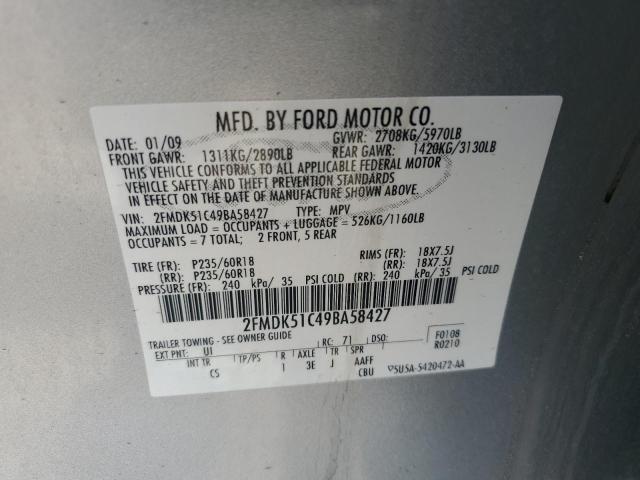 MFD. BY FORD MOTOR CO.
DATE: 01/09 GVWR: 2708KG/5970LB
FRONT GAWR: 1311KG/2890LB REAR GAWR: 1420KG/3130LB
THIS VEHICLE CONFORMS TO ALL APPLICABLE FEDERAL MOTOR
VEHICLE SAFETY AND THEFT PREVENTION STANDARDS
IN EFFECT ON THE DATE OF MANUFACTURE SHOWN ABOVE.
VIN: 2FMDK51C49BA58427 TYPE: MPV
MAXIMUM LOAD = OCCUPANTS + LUGGAGE = 526KG/1160LB
OCCUPANTS = 7 TOTAL; 2 FRONT, 5 REAR
TIRE (FR): P235/60R18 RIMS (FR): 18X7.5J
(RR): P235/60R18 (RR): 18X7.5J
PRESSURE (FR): 240 kPa/ 35 PSI COLD (RR): 240 kPa/ 35 PSI COLD
2FMDK51C49BA58427
TRAILER TOWING - SEE OWNER GUIDE RC: 71 DSO: F0108
EXT PNT: UI R0210
INT TR TP/PS R AXLE TR SPR
CS I 3E J AAFF
CBU 5U5A-5420472-AA